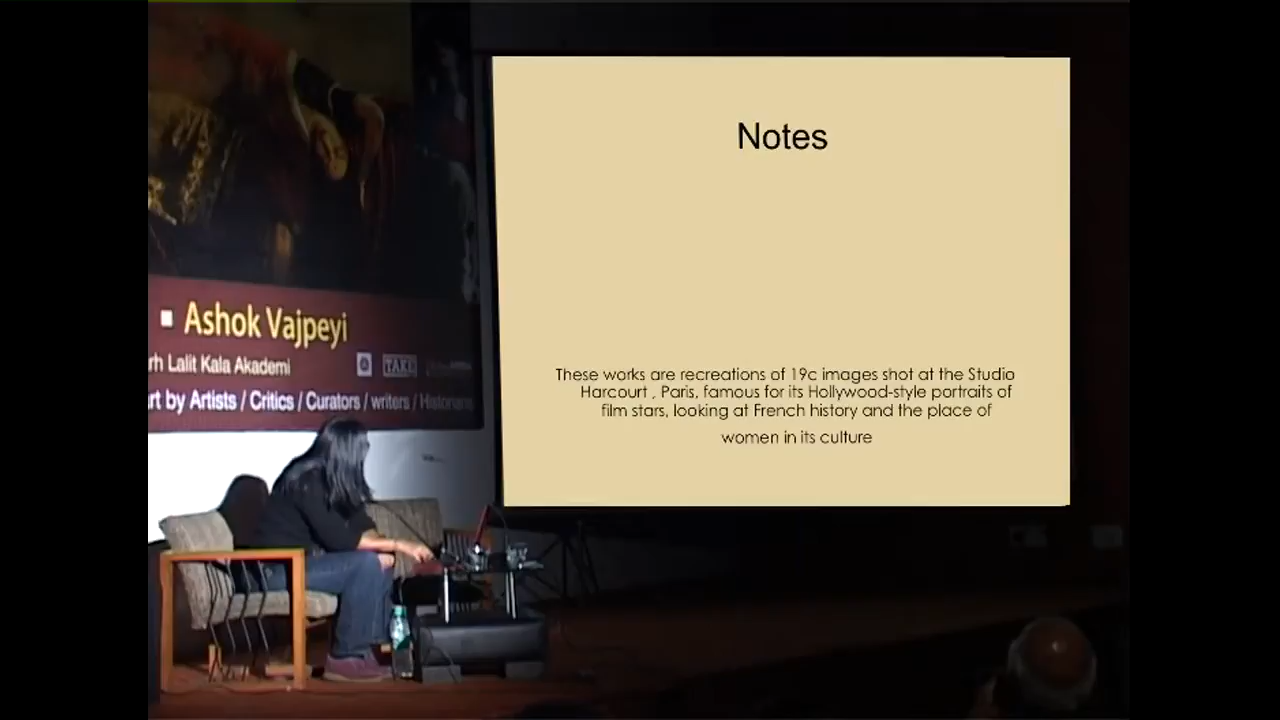 Notes
These works are recreations of 19c images shot at the Studio
Harcourt , Paris, famous for its Hollywood-style portraits of
film stars, looking at French history and the place of
women in its culture
Ashok Vajpeyi
rh Lalit Kala Akademi
TAKE
rt by Artists / Critics / Curators / writers / Historians